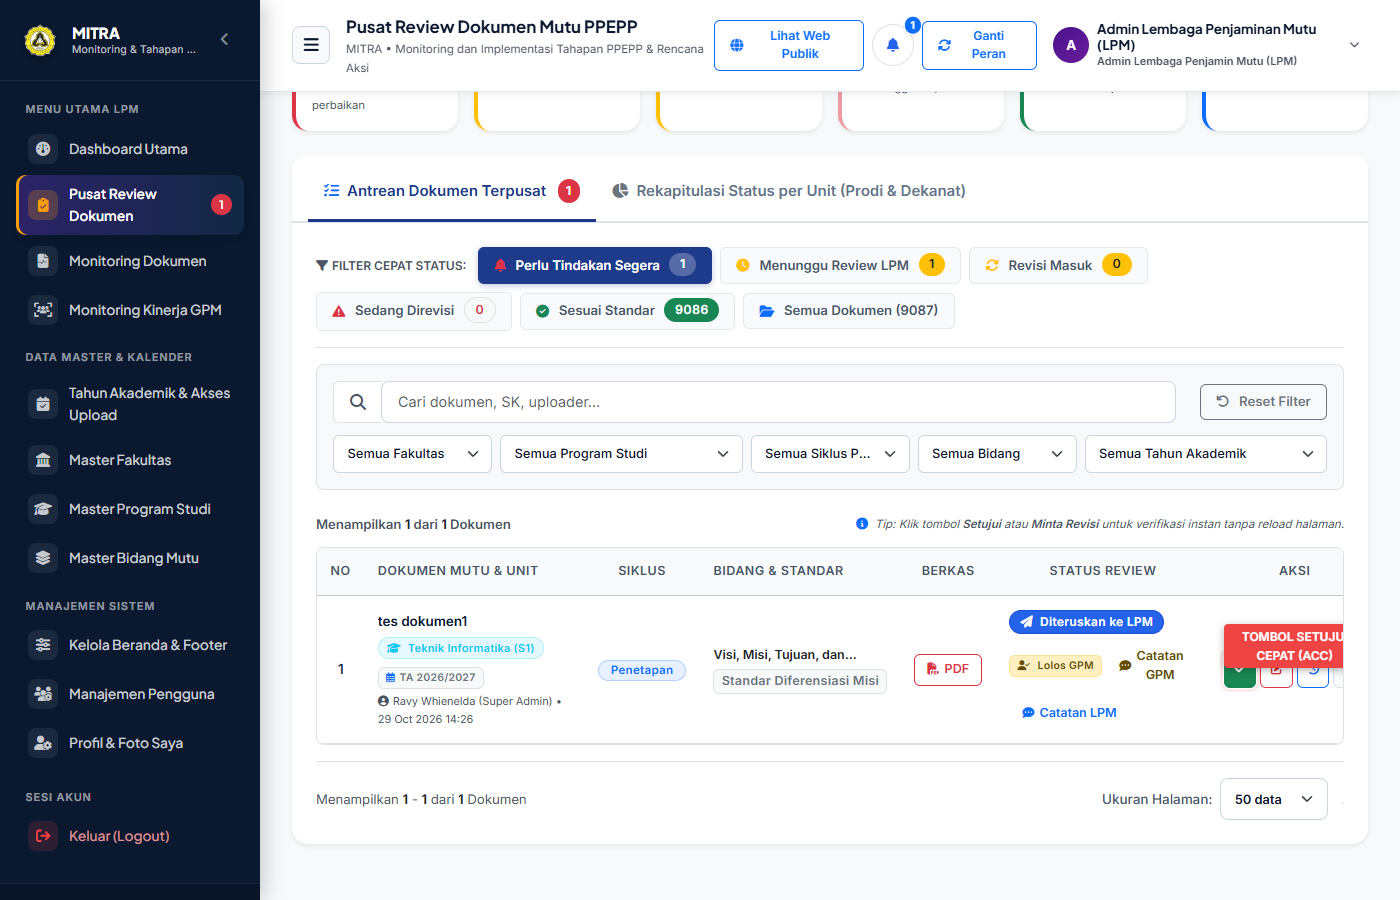 MITRA
Monitoring & Tahapan ...
MENU UTAMA LPM
Dashboard Utama
Pusat Review
Dokumen
1
Monitoring Dokumen
Monitoring Kinerja GPM
DATA MASTER & KALENDER
Tahun Akademik & Akses
Upload
Master Fakultas
Master Program Studi
Master Bidang Mutu
MANAJEMEN SISTEM
Kelola Beranda & Footer
Manajemen Pengguna
Profil & Foto Saya
SESI AKUN
Keluar (Logout)
Pusat Review Dokumen Mutu PPEPP
MITRA • Monitoring dan Implementasi Tahapan PPEPP & Rencana
Aksi
Lihat Web
Publik
1
Ganti
Peran
A
Admin Lembaga Penjaminan Mutu
(LPM)
Admin Lembaga Penjamin Mutu (LPM)
perbaikan
Antrean Dokumen Terpusat 1
Rekapitulasi Status per Unit (Prodi & Dekanat)
FILTER CEPAT STATUS:
Perlu Tindakan Segera 1
Menunggu Review LPM 1
Revisi Masuk 0
Sedang Direvisi 0
Sesuai Standar 9086
Semua Dokumen (9087)
Cari dokumen, SK, uploader...
Reset Filter
Semua Fakultas
Semua Program Studi
Semua Siklus P...
Semua Bidang
Semua Tahun Akademik
Menampilkan 1 dari 1 Dokumen
Tip: Klik tombol Setujui atau Minta Revisi untuk verifikasi instan tanpa reload halaman.
NO DOKUMEN MUTU & UNIT SIKLUS BIDANG & STANDAR BERKAS STATUS REVIEW AKSI
1
tes dokumen1
Teknik Informatika (S1)
TA 2026/2027
Ravy Whienelda (Super Admin) •
29 Oct 2026 14:26
Penetapan
Visi, Misi, Tujuan, dan...
Standar Diferensiasi Misi
PDF
Diteruskan ke LPM
Lolos GPM
Catatan
GPM
Catatan LPM
TOMBOL SETUJU
CEPAT (ACC)
Menampilkan 1 - 1 dari 1 Dokumen
Ukuran Halaman:
50 data